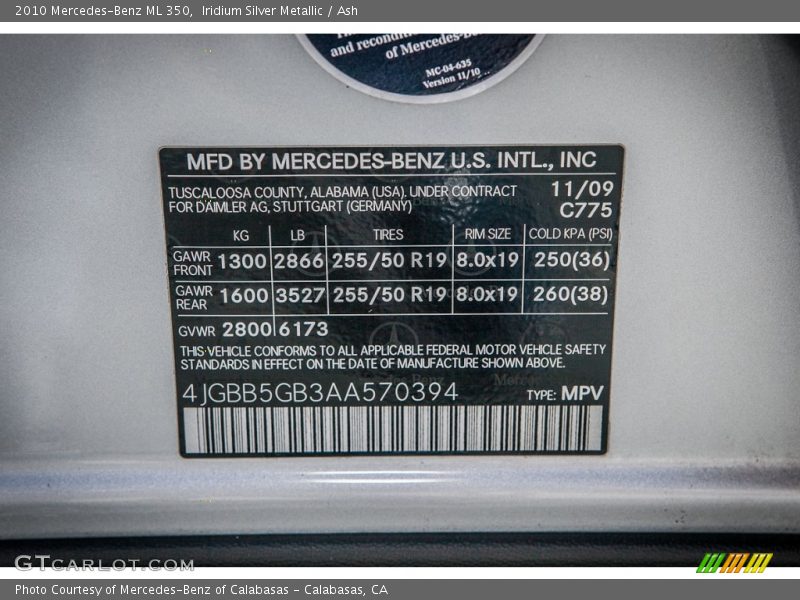 2010 Mercedes-Benz ML 350, Iridium Silver Metallic / Ash
and recondit
of Mercedes-B
MC-04-635
Version 11/10
MFD BY MERCEDES-BENZ U.S. INTL., INC
TUSCALOOSA COUNTY, ALABAMA (USA). UNDER CONTRACT 11/09
FOR DAIMLER AG, STUTTGART (GERMANY) C775
KG LB TIRES RIM SIZE COLD KPA (PSI)
GAWR FRONT 1300 2866 255/50 R19 8.0x19 250(36)
GAWR REAR 1600 3527 255/50 R19 8.0x19 260(38)
GVWR 2800 6173
THIS VEHICLE CONFORMS TO ALL APPLICABLE FEDERAL MOTOR VEHICLE SAFETY
STANDARDS IN EFFECT ON THE DATE OF MANUFACTURE SHOWN ABOVE.
4JGBB5GB3AA570394 TYPE: MPV
GTCARLOT.COM
Photo Courtesy of Mercedes-Benz of Calabasas - Calabasas, CA